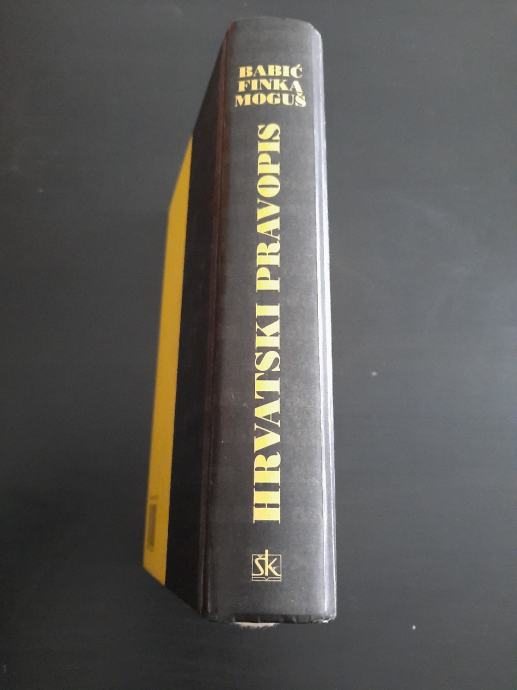 BABIĆ
FINKA
MOGUŠ
HRVATSKI PRAVOPIS
ŠK